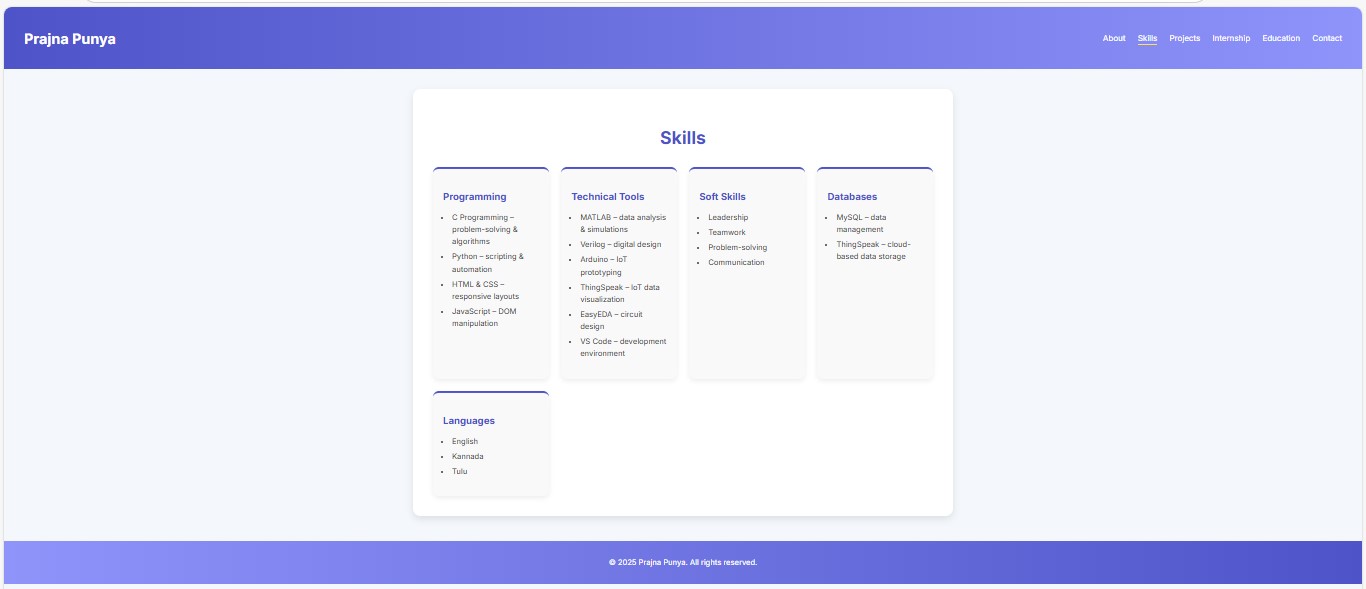 Prajna Punya
About Skills Projects Internship Education Contact
Skills
Programming
• C Programming –
problem-solving &
algorithms
• Python – scripting &
automation
• HTML & CSS –
responsive layouts
• JavaScript – DOM
manipulation
Technical Tools
• MATLAB – data analysis
& simulations
• Verilog – digital design
• Arduino – IoT
prototyping
• ThingSpeak – IoT data
visualization
• EasyEDA – circuit
design
• VS Code – development
environment
Soft Skills
• Leadership
• Teamwork
• Problem-solving
• Communication
Databases
• MySQL – data
management
• ThingSpeak – cloud-
based data storage
Languages
• English
• Kannada
• Tulu
© 2025 Prajna Punya. All rights reserved.